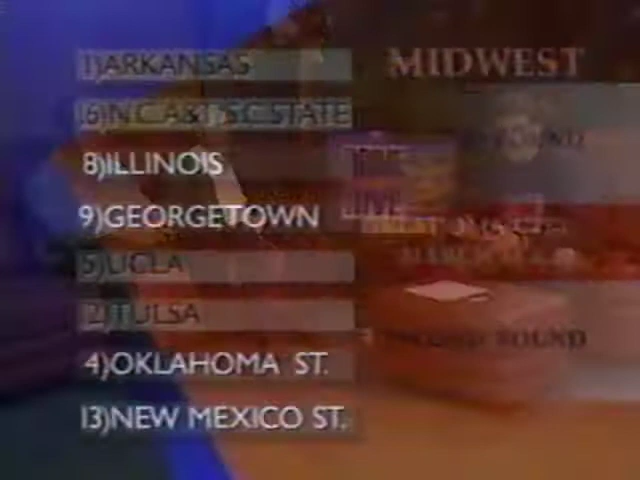 1)ARKANSAS
16)N.C.A&T S.C.STATE
8)ILLINOIS
9)GEORGETOWN
5)UCLA
12)TULSA
4)OKLAHOMA ST.
13)NEW MEXICO ST.
MIDWEST
ROUND
SECOND ROUND